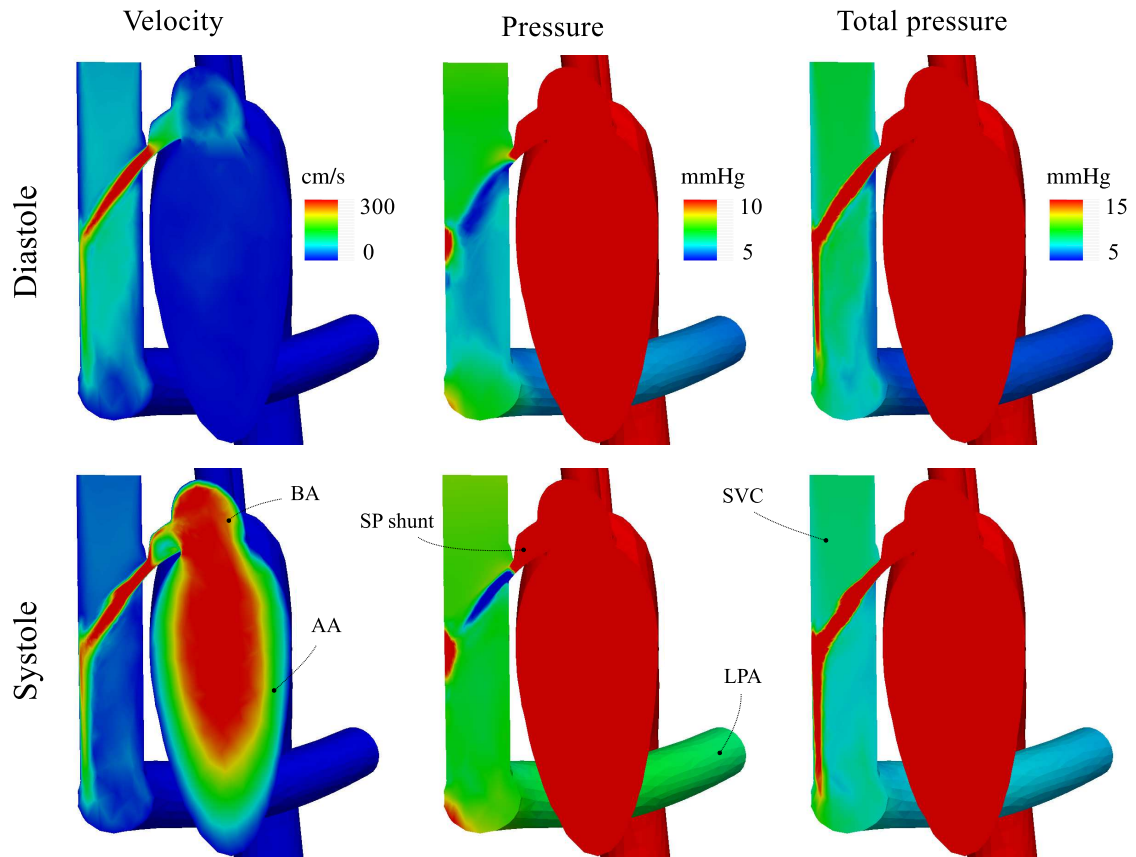 Velocity
Pressure
Total pressure
Diastole
cm/s
300
0
mmHg
10
5
mmHg
15
5
Systole
BA
AA
SP shunt
LPA
SVC